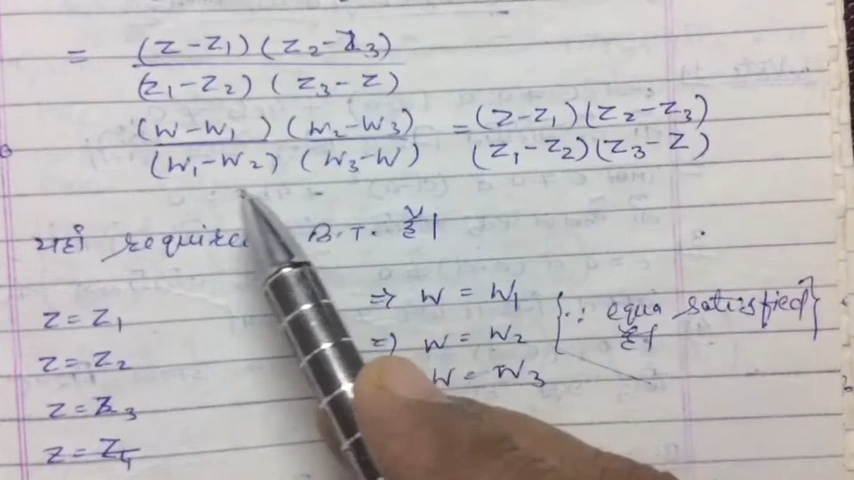 = (z-z₁)(z₂-z₃) / (z₁-z₂)(z₃-z)
(w-w₁)(w₂-w₃) / (w₁-w₂)(w₃-w) = (z-z₁)(z₂-z₃) / (z₁-z₂)(z₃-z)
यही B.T. है।
z = z₁ ⇒ w = w₁ {∵ equa satisfied}
z = z₂ ⇒ w = w₂ है।
z = z₃ w = w₃
z = z₄